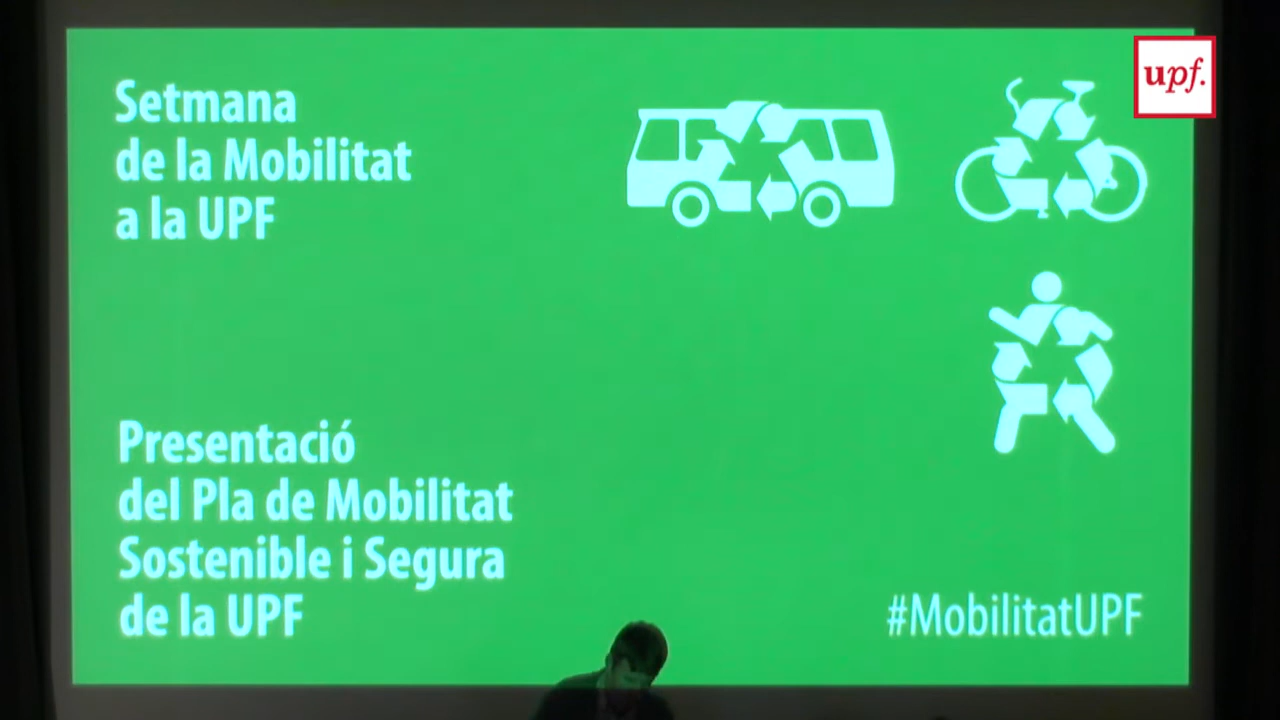 Setmana
de la Mobilitat
a la UPF
upf.
Presentació
del Pla de Mobilitat
Sostenible i Segura
de la UPF
#MobilitatUPF